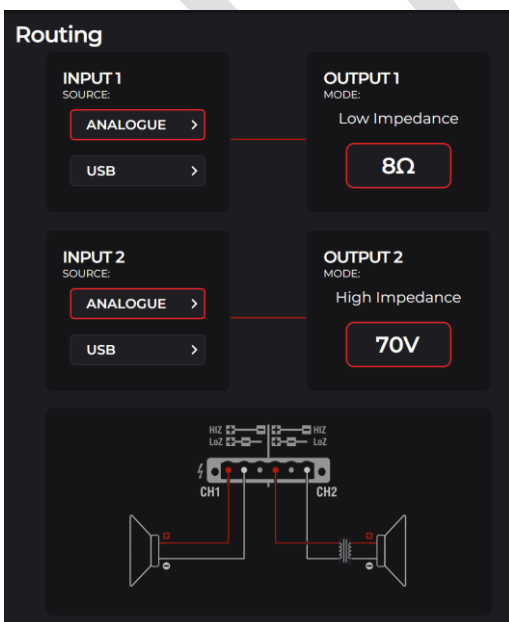 Routing
INPUT 1
SOURCE:
ANALOGUE >
USB >
OUTPUT 1
MODE:
Low Impedance
8Ω
INPUT 2
SOURCE:
ANALOGUE >
USB >
OUTPUT 2
MODE:
High Impedance
70V
HIZ + - + - HIZ
LoZ + - + - LoZ
CH1 CH2
+ +
- -